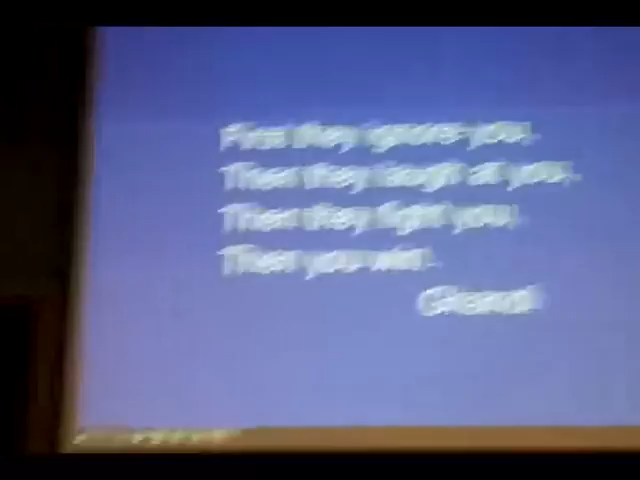 First they ignore you.
Then they laugh at you.
Then they fight you.
Then you win.